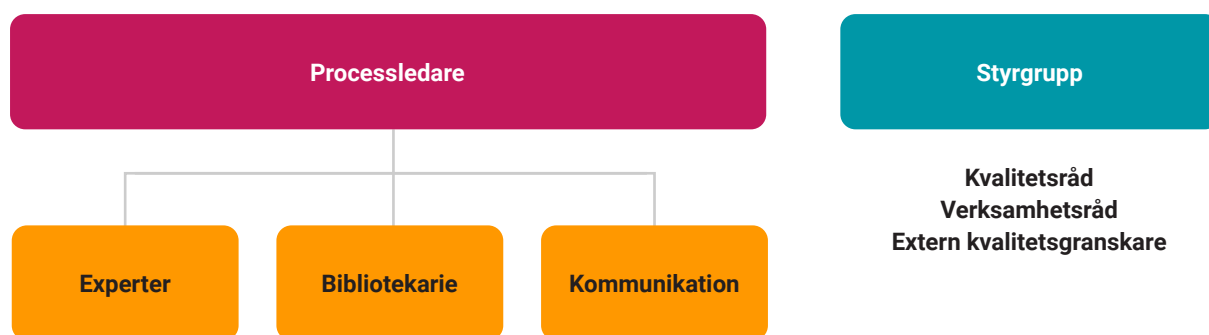 Processledare
Styrgrupp
Kvalitetsråd
Verksamhetsråd
Extern kvalitetsgranskare
Experter
Bibliotekarie
Kommunikation